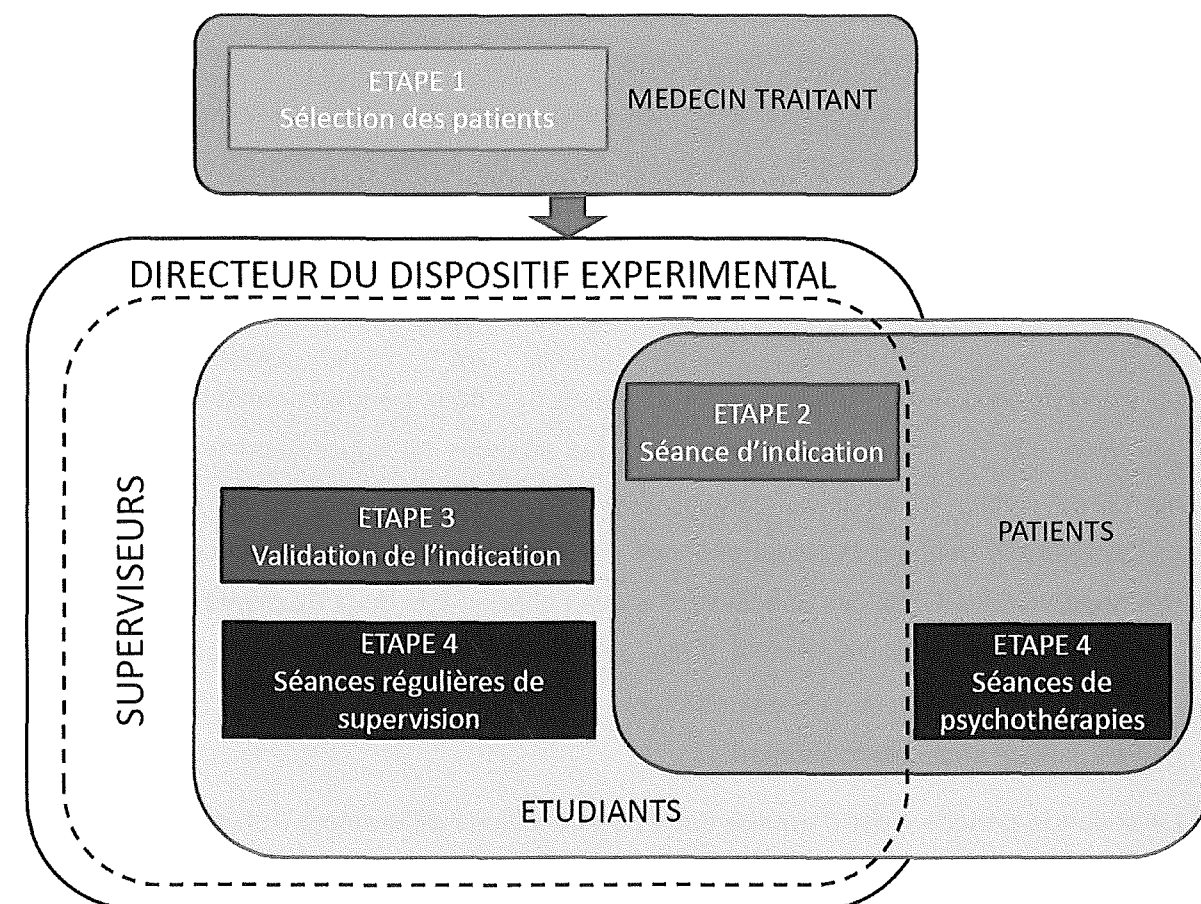 ETAPE 1
Sélection des patients
MEDECIN TRAITANT
DIRECTEUR DU DISPOSITIF EXPERIMENTAL
SUPERVISEURS
ETAPE 2
Séance d'indication
ETAPE 3
Validation de l'indication
PATIENTS
ETAPE 4
Séances régulières de
supervision
ETAPE 4
Séances de
psychothérapies
ETUDIANTS